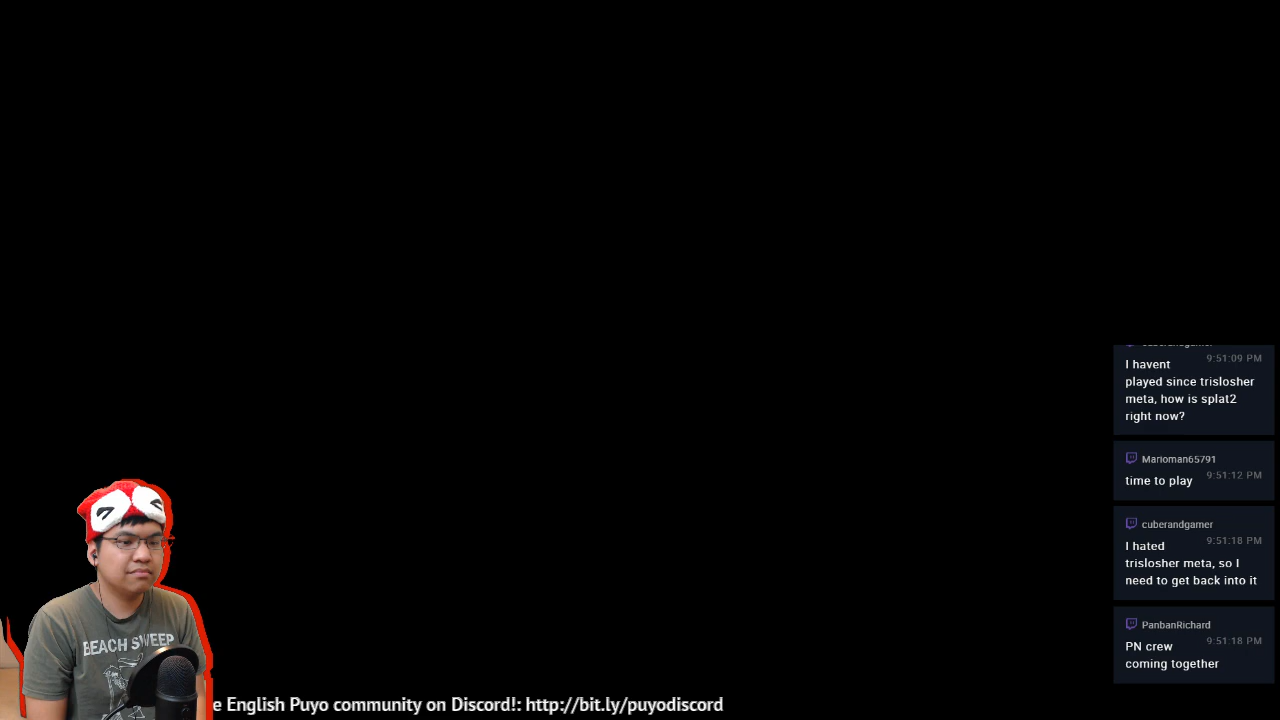 9:51:09 PM
I havent
played since trislosher
meta, how is splat2
right now?
Marioman65791
9:51:12 PM
time to play
cuberandgamer
9:51:18 PM
I hated
trislosher meta, so I
need to get back into it
PanbanRichard
9:51:18 PM
PN crew
coming together
BEACH SWEEP
e English Puyo community on Discord!: http://bit.ly/puyodiscord